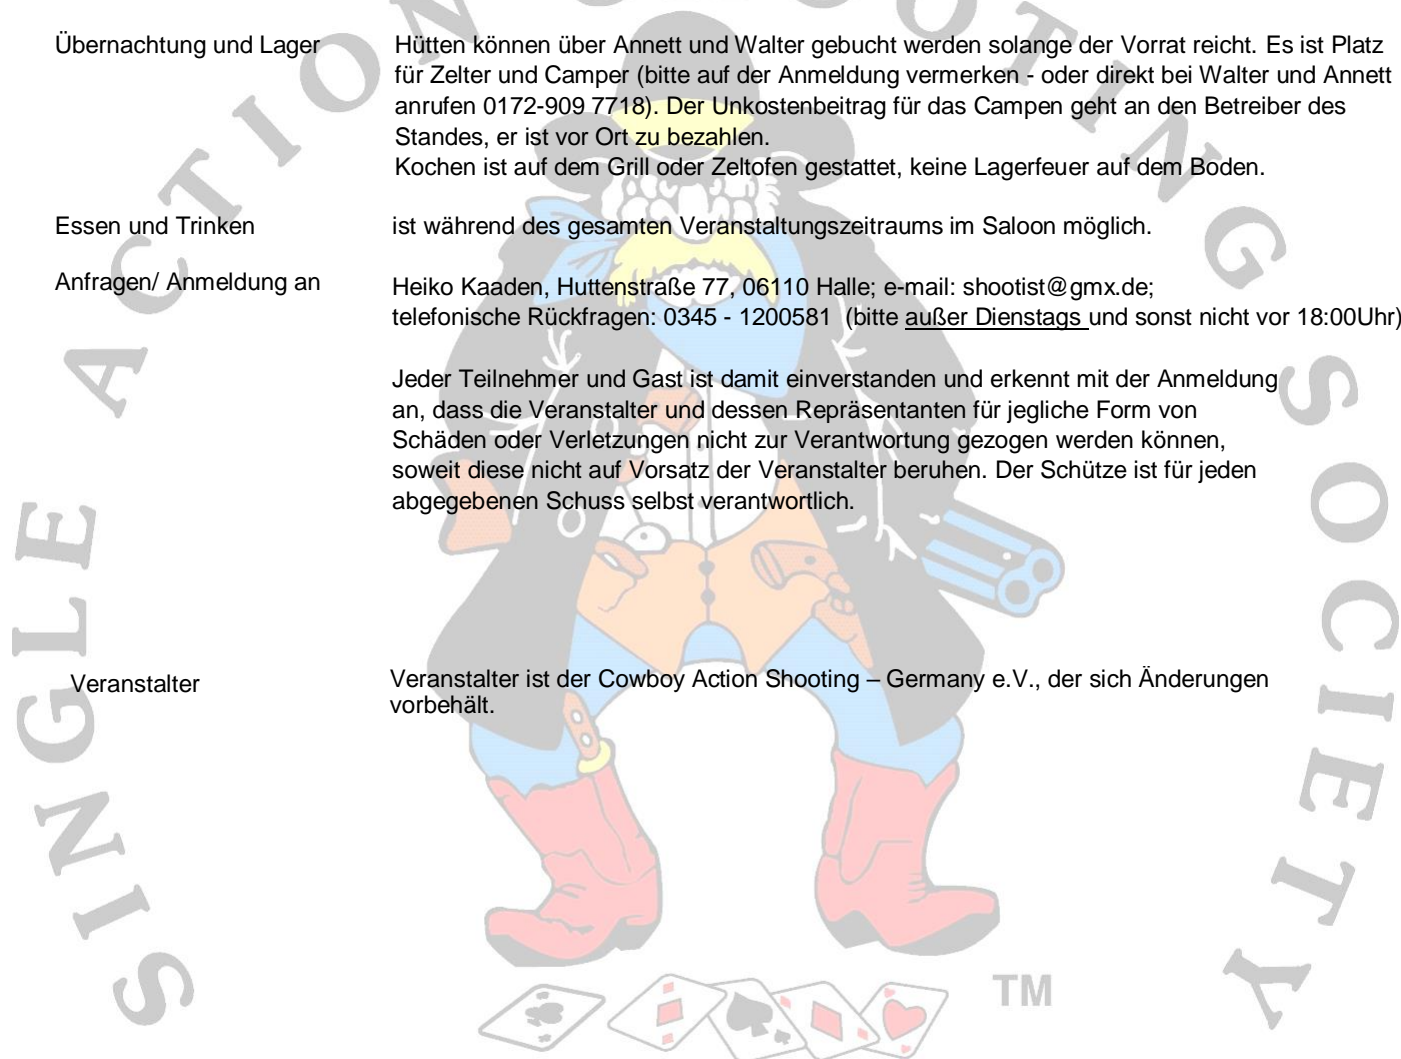 Übernachtung und Lager Hütten können über Annett und Walter gebucht werden solange der Vorrat reicht. Es ist Platz
für Zelter und Camper (bitte auf der Anmeldung vermerken - oder direkt bei Walter und Annett
anrufen 0172-909 7718). Der Unkostenbeitrag für das Campen geht an den Betreiber des
Standes, er ist vor Ort zu bezahlen.
Kochen ist auf dem Grill oder Zeltofen gestattet, keine Lagerfeuer auf dem Boden.
Essen und Trinken ist während des gesamten Veranstaltungszeitraums im Saloon möglich.
Anfragen/ Anmeldung an Heiko Kaaden, Huttenstraße 77, 06110 Halle; e-mail: shootist@gmx.de;
telefonische Rückfragen: 0345 - 1200581 (bitte außer Dienstags und sonst nicht vor 18:00Uhr)
Jeder Teilnehmer und Gast ist damit einverstanden und erkennt mit der Anmeldung
an, dass die Veranstalter und dessen Repräsentanten für jegliche Form von
Schäden oder Verletzungen nicht zur Verantwortung gezogen werden können,
soweit diese nicht auf Vorsatz der Veranstalter beruhen. Der Schütze ist für jeden
abgegebenen Schuss selbst verantwortlich.
Veranstalter Veranstalter ist der Cowboy Action Shooting – Germany e.V., der sich Änderungen
vorbehält.
SINGLE ACTION SHOOTING SOCIETY
TM